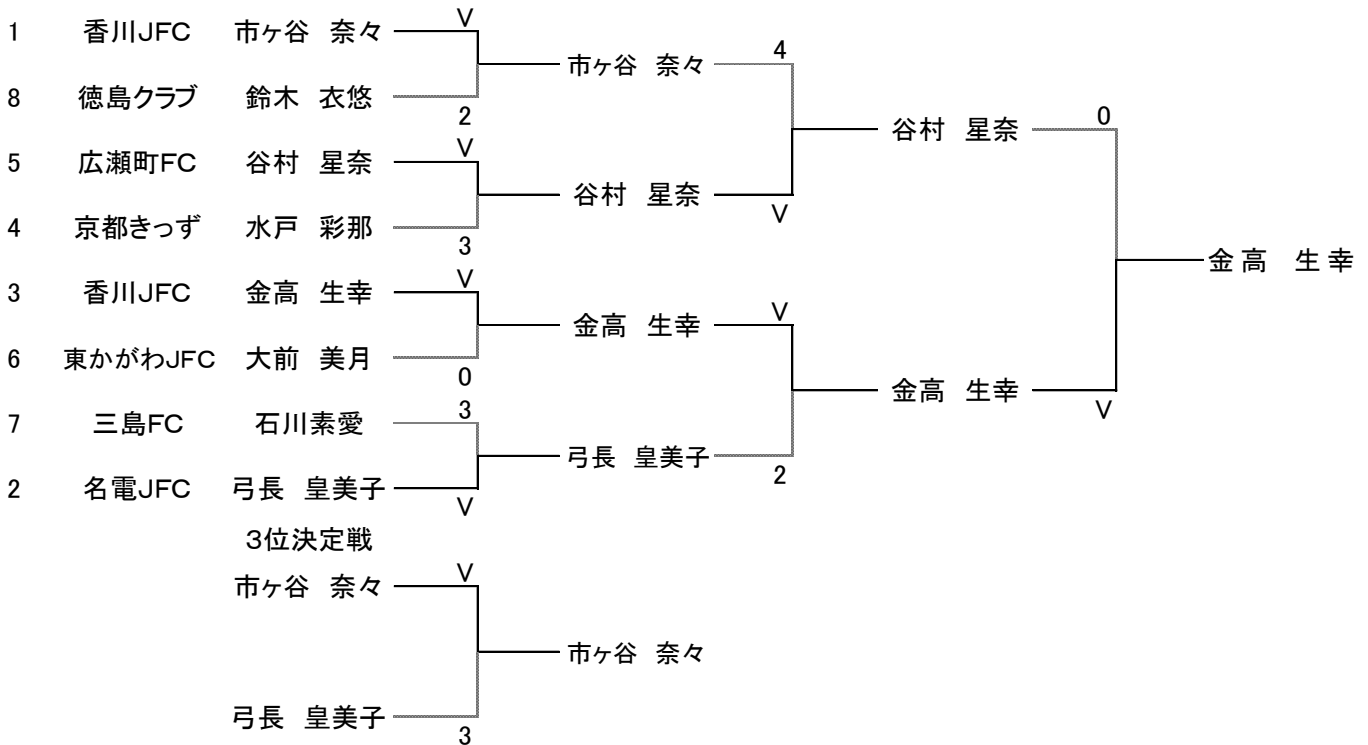 1 香川JFC 市ヶ谷 奈々 V
市ヶ谷 奈々 4
8 徳島クラブ 鈴木 衣悠 2
谷村 星奈 0
5 広瀬町FC 谷村 星奈 V
谷村 星奈 V
4 京都きっず 水戸 彩那 3
金高 生幸
3 香川JFC 金高 生幸 V
金高 生幸 V
6 東かがわJFC 大前 美月 0
金高 生幸 V
7 三島FC 石川素愛 3
弓長 皇美子 2
2 名電JFC 弓長 皇美子 V
3位決定戦
市ヶ谷 奈々 V
市ヶ谷 奈々
弓長 皇美子 3